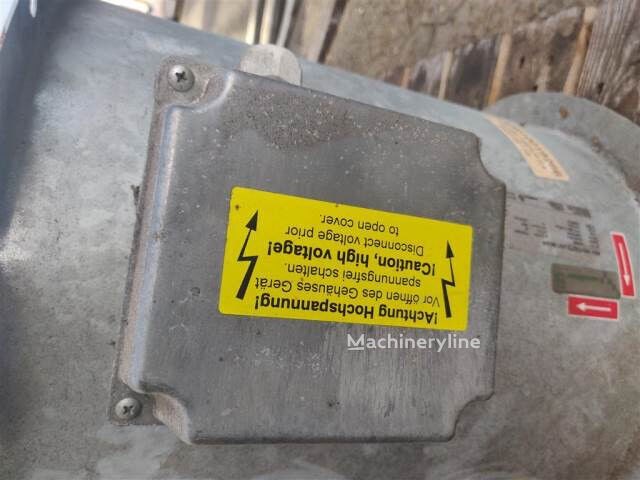 !Achtung Hochspannung!
Vor öffnen des Gehäuses Gerät
spannungsfrei schalten.
!Caution, high voltage!
Disconnect voltage prior
to open cover.
Machineryline